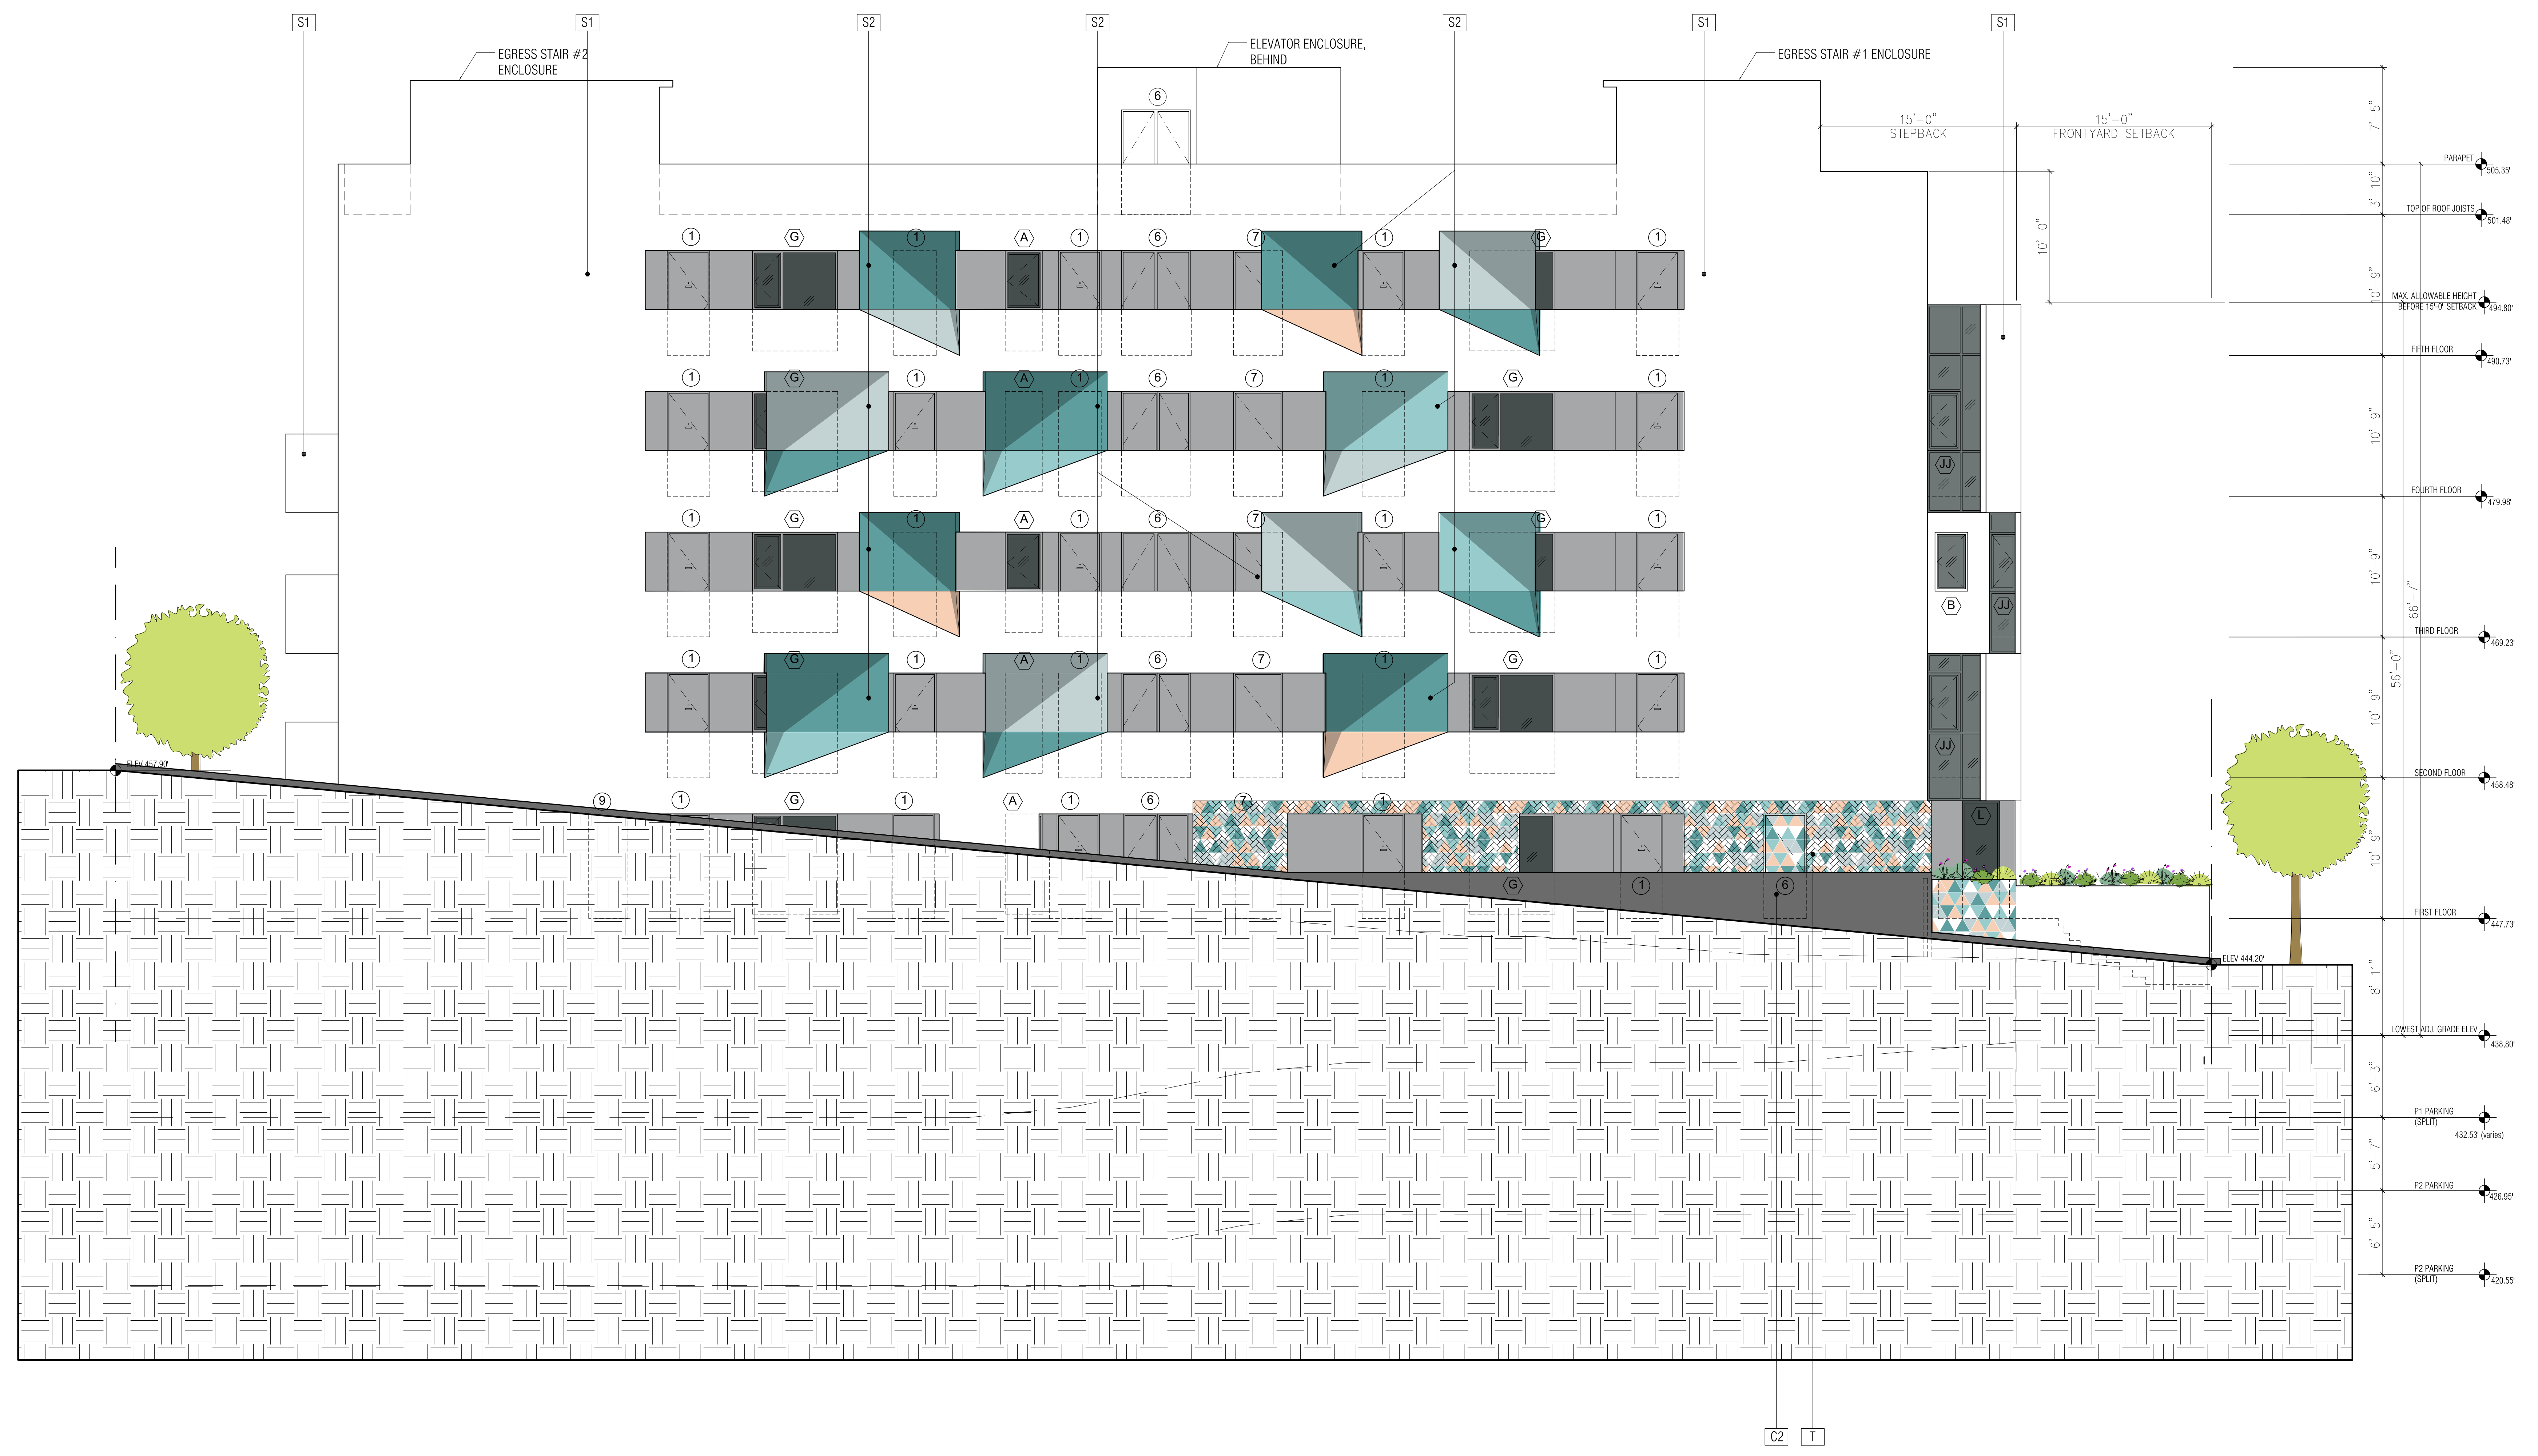 S1
S1
S2
S2
S2
S1
S1
EGRESS STAIR #2
ENCLOSURE
ELEVATOR ENCLOSURE,
BEHIND
EGRESS STAIR #1 ENCLOSURE
6
15'-0"
STEPBACK
15'-0"
FRONTYARD SETBACK
7'-5"
PARAPET
505.35'
3'-10"
TOP OF ROOF JOISTS
501.48'
10'-0"
1
G
1
A
1
6
7
1
G
1
10'-9"
MAX. ALLOWABLE HEIGHT
BEFORE 15'-0" SETBACK
494.80'
FIFTH FLOOR
490.73'
1
G
1
A
1
6
7
1
G
1
10'-9"
JJ
FOURTH FLOOR
479.98'
1
G
1
A
1
6
7
1
G
1
10'-9"
B
JJ
66'-7"
THIRD FLOOR
469.23'
56'-0"
1
G
1
A
1
6
7
1
G
1
10'-9"
JJ
ELEV 457.90'
SECOND FLOOR
458.48'
9
1
G
1
A
1
6
7
1
L
10'-9"
G
1
6
FIRST FLOOR
447.73'
ELEV 444.20'
8'-11"
LOWEST ADJ. GRADE ELEV
438.80'
6'-3"
P1 PARKING
(SPLIT)
432.53' (varies)
5'-7"
P2 PARKING
426.95'
6'-5"
P2 PARKING
(SPLIT)
420.55'
C2
T